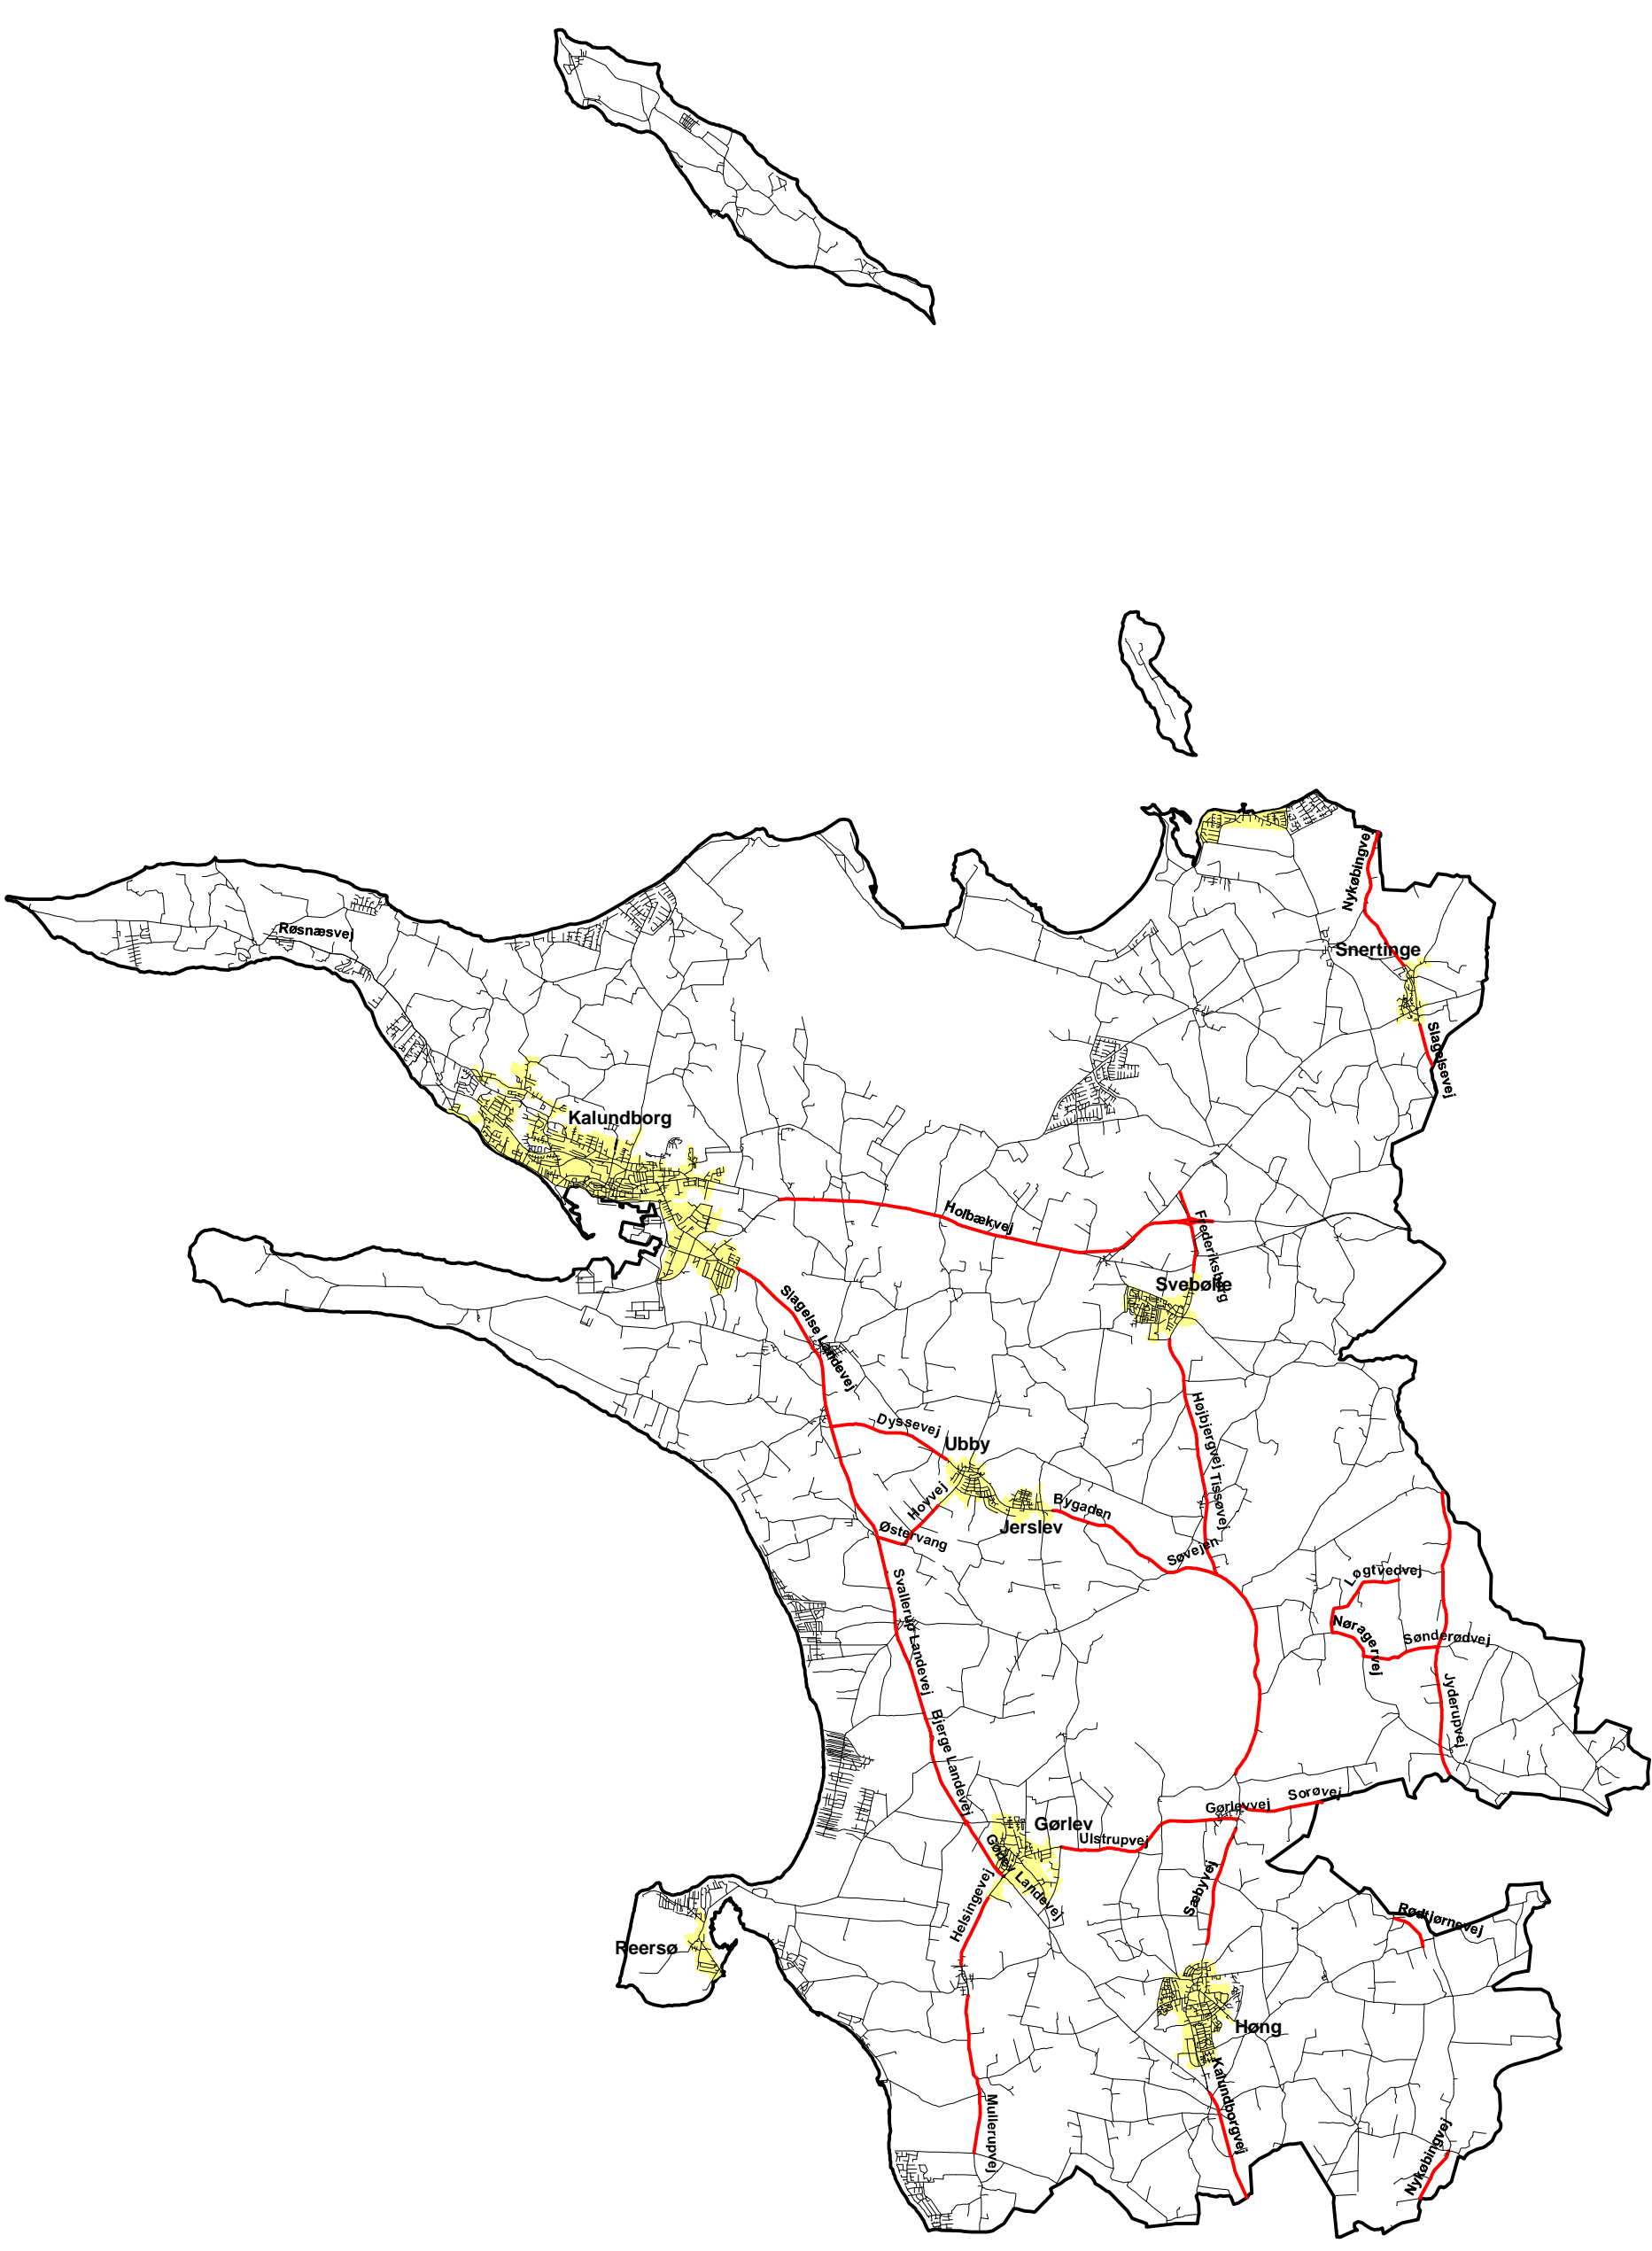 Nykøbingvej
Røsnæsvej
Snertinge
Slagelsevej
Kalundborg
Holbækvej
Frederiksberg
Svebølle
Slagelse Landevej
Højbjergvej
Dyssevej
Ubby
Tissøvej
Hovvej
Bygaden
Jerslev
Østervang
Søvejen
Løgtvedvej
Svallerup Landevej
Nøragervej
Sønderødvej
Jyderupvej
Bjerge Landevej
Sorøvej
Gørlevvej
Gørlev
Ulstrupvej
Gørlev Landevej
Sæbyvej
Helsingevej
Rødtjørnevej
Reersø
Høng
Kalundborgvej
Mullerupvej
Nykøbingvej